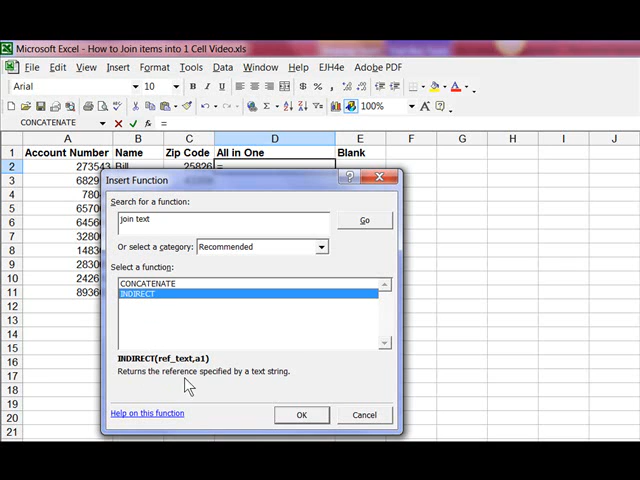 Microsoft Excel - How to Join items into 1 Cell Video.xls
File Edit View Insert Format Tools Data Window Help EJH4e Adobe PDF
Arial 10 B I U $ % ,
100%
CONCATENATE =
A B C D E F G H I J
1 Account Number Name Zip Code All in One Blank
2 273543 Bill 25826 =
3 6829
4 780
5 6570
6 6456
7 3280
8 1483
9 2830
10 2426
11 8936
12
13
14
15
16
17
18
19
20
21
Insert Function
Search for a function:
join text
Go
Or select a category: Recommended
Select a function:
CONCATENATE
INDIRECT
INDIRECT(ref_text,a1)
Returns the reference specified by a text string.
Help on this function
OK Cancel